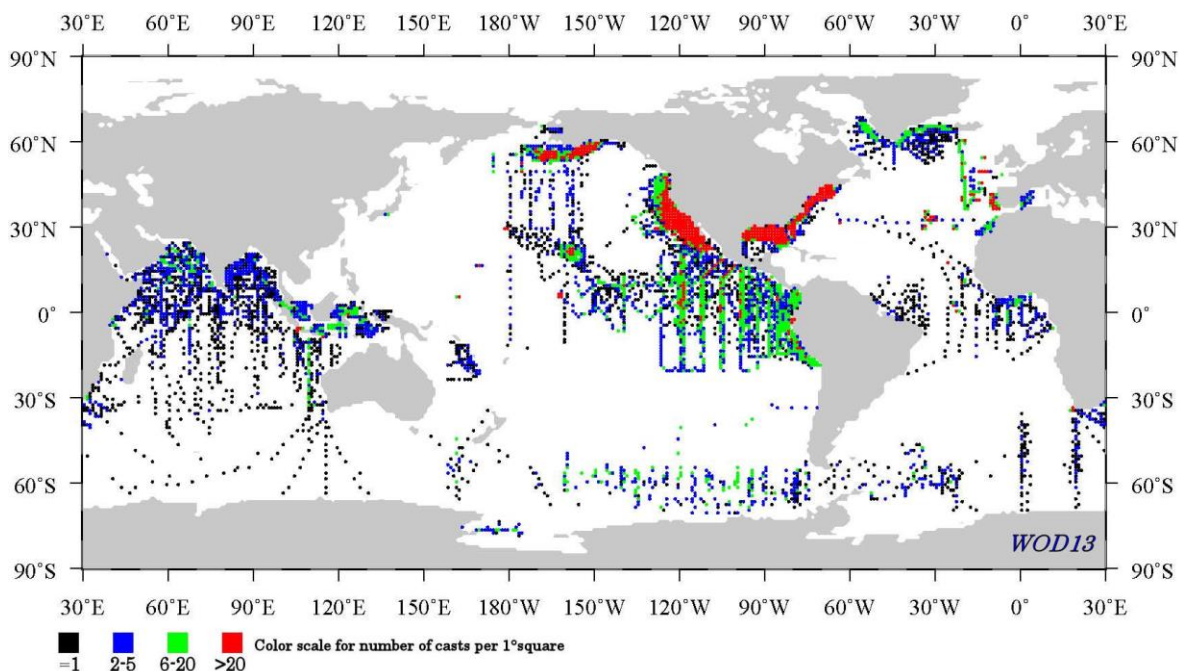 30°E 60°E 90°E 120°E 150°E 180°W 150°W 120°W 90°W 60°W 30°W 0° 30°E
90°N 90°N
60°N 60°N
30°N 30°N
0° 0°
30°S 30°S
60°S 60°S
WOD13
90°S 90°S
30°E 60°E 90°E 120°E 150°E 180°W 150°W 120°W 90°W 60°W 30°W 0° 30°E
Color scale for number of casts per 1°square
=1 2-5 6-20 >20